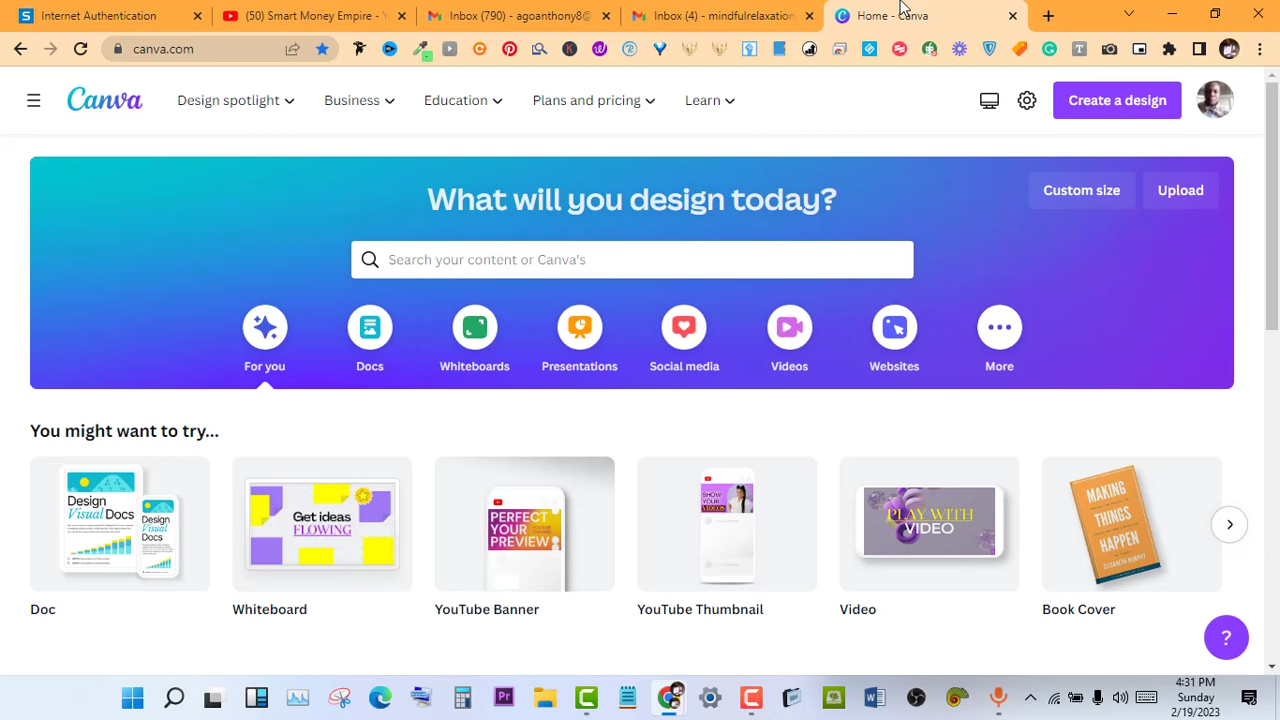 Internet Authentication
(50) Smart Money Empire - Y
Inbox (790) - agoanthony8@
Inbox (4) - mindfulrelaxation
Home - Canva
canva.com
Canva
Design spotlight
Business
Education
Plans and pricing
Learn
Create a design
What will you design today?
Custom size
Upload
Search your content or Canva's
For you
Docs
Whiteboards
Presentations
Social media
Videos
Websites
More
You might want to try...
Design
Visual Docs
Design
Visual
Docs
Get ideas
FLOWING
PERFECT
YOUR
PREVIEW
SHOW
YOUR
VIDEOS
PLAY WITH
VIDEO
MAKING
THINGS
HAPPEN
Doc
Whiteboard
YouTube Banner
YouTube Thumbnail
Video
Book Cover
?
Pr
4:31 PM
Sunday
2/19/2023